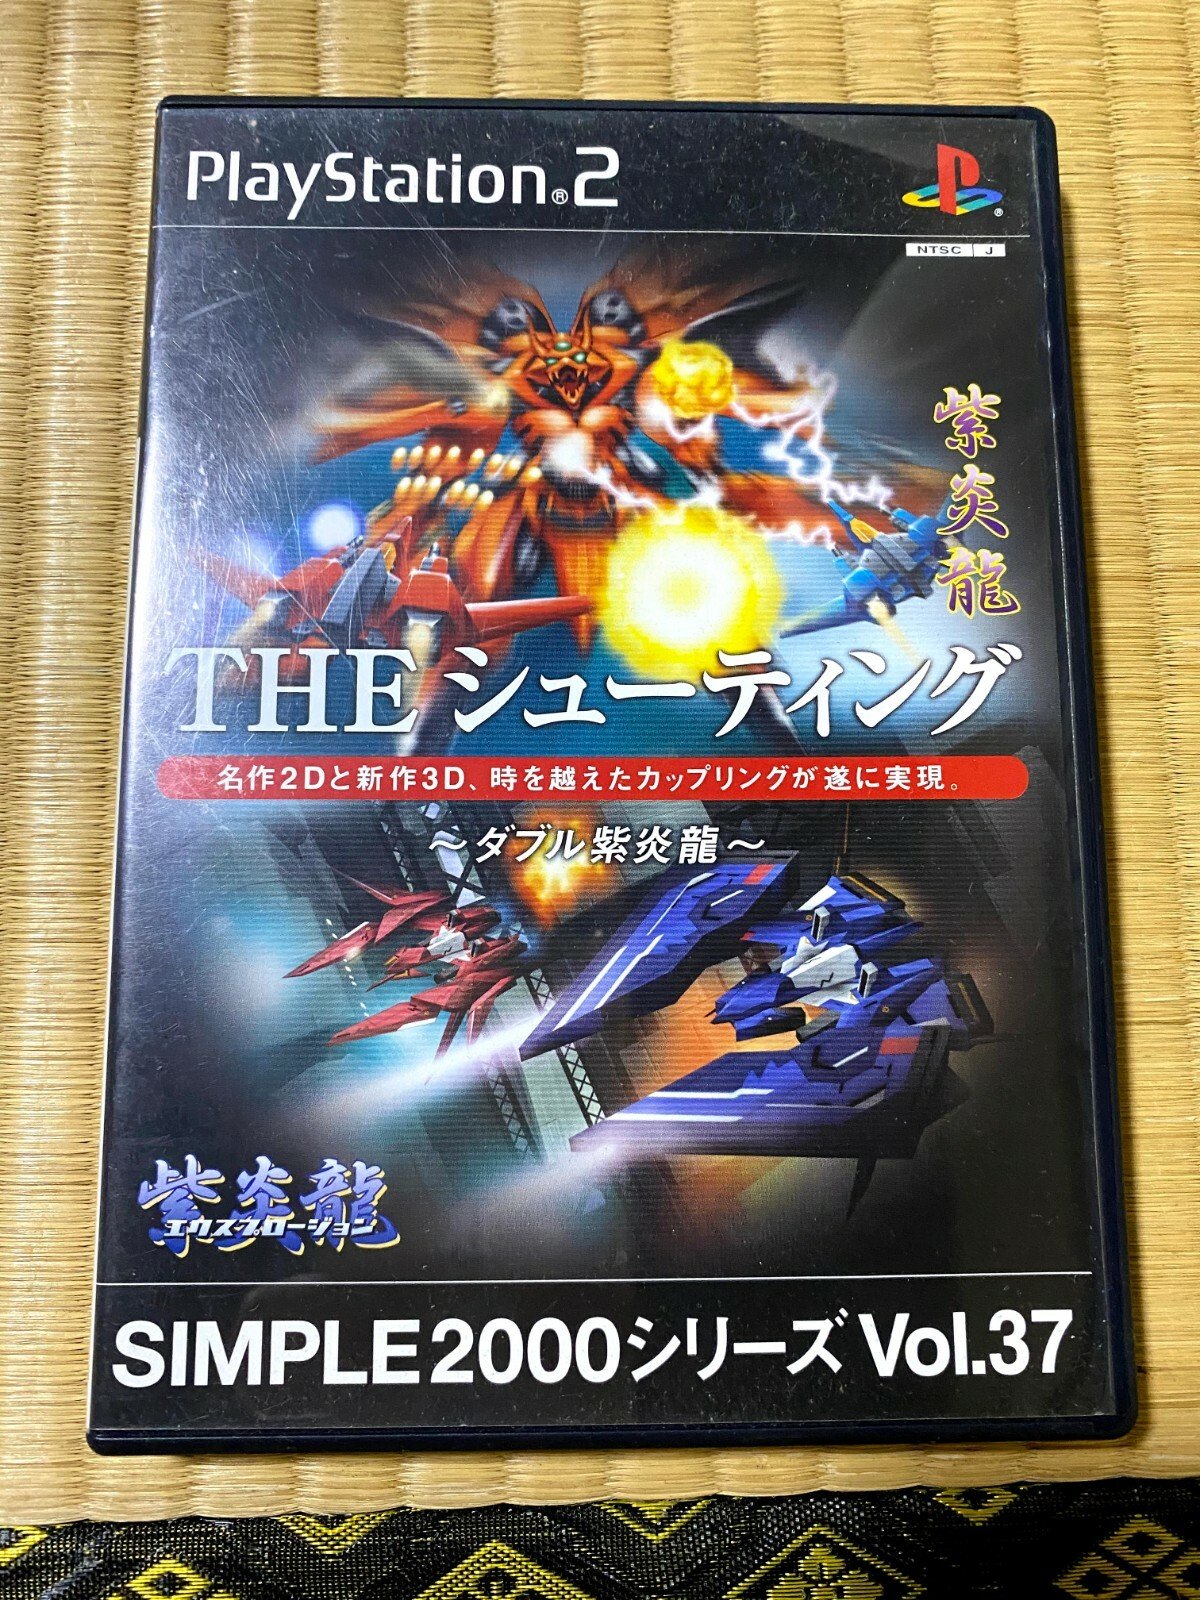 PlayStation®2
NTSC J
紫炎龍
THEシューティング
名作2Dと新作3D、時を越えたカップリングが遂に実現。
～ダブル紫炎龍～
紫炎龍
エクスプロージョン
SIMPLE2000シリーズ Vol.37